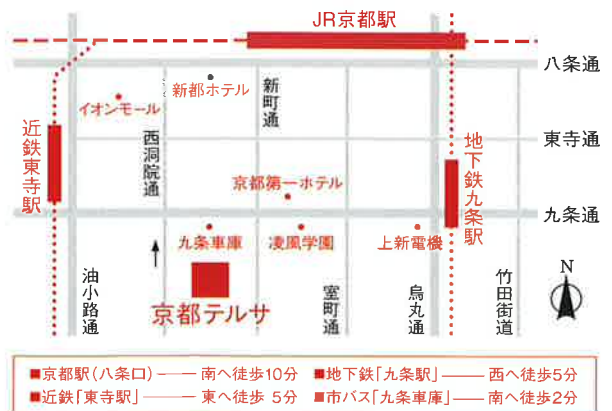 JR京都駅
八条通
新都ホテル
イオンモール
新町通
近鉄東寺駅
西洞院通
東寺通
地下鉄九条駅
京都第一ホテル
九条通
九条車庫
凌風学園
上新電機
油小路通
京都テルサ
室町通
烏丸通
竹田街道
N
■京都駅(八条口)――南へ徒歩10分 ■地下鉄「九条駅」――西へ徒歩5分
■近鉄「東寺駅」――東へ徒歩 5分 ■市バス「九条車庫」――南へ徒歩2分